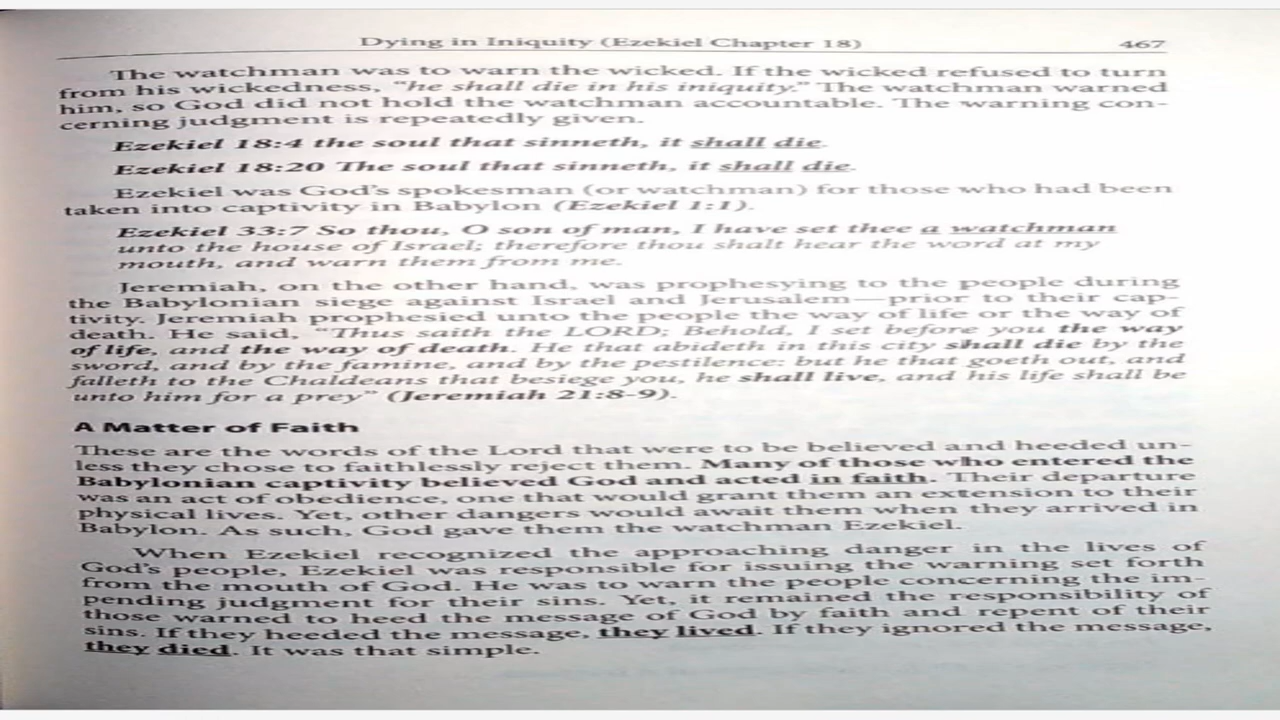 Dying in Iniquity (Ezekiel Chapter 18) 467
The watchman was to warn the wicked. If the wicked refused to turn
from his wickedness, “he shall die in his iniquity.” The watchman warned
him, so God did not hold the watchman accountable. The warning con-
cerning judgment is repeatedly given.
Ezekiel 18:4 the soul that sinneth, it shall die.
Ezekiel 18:20 The soul that sinneth, it shall die.
Ezekiel was God’s spokesman (or watchman) for those who had been
taken into captivity in Babylon (Ezekiel 1:1).
Ezekiel 33:7 So thou, O son of man, I have set thee a watchman
unto the house of Israel; therefore thou shalt hear the word at my
mouth, and warn them from me.
Jeremiah, on the other hand, was prophesying to the people during
the Babylonian siege against Israel and Jerusalem—prior to their cap-
tivity. Jeremiah prophesied unto the people the way of life or the way of
death. He said, “Thus saith the LORD; Behold, I set before you the way
of life, and the way of death. He that abideth in this city shall die by the
sword, and by the famine, and by the pestilence: but he that goeth out, and
falleth to the Chaldeans that besiege you, he shall live, and his life shall be
unto him for a prey” (Jeremiah 21:8-9).
A Matter of Faith
These are the words of the Lord that were to be believed and heeded un-
less they chose to faithlessly reject them. Many of those who entered the
Babylonian captivity believed God and acted in faith. Their departure
was an act of obedience, one that would grant them an extension to their
physical lives. Yet, other dangers would await them when they arrived in
Babylon. As such, God gave them the watchman Ezekiel.
When Ezekiel recognized the approaching danger in the lives of
God’s people, Ezekiel was responsible for issuing the warning set forth
from the mouth of God. He was to warn the people concerning the im-
pending judgment for their sins. Yet, it remained the responsibility of
those warned to heed the message of God by faith and repent of their
sins. If they heeded the message, they lived. If they ignored the message,
they died. It was that simple.